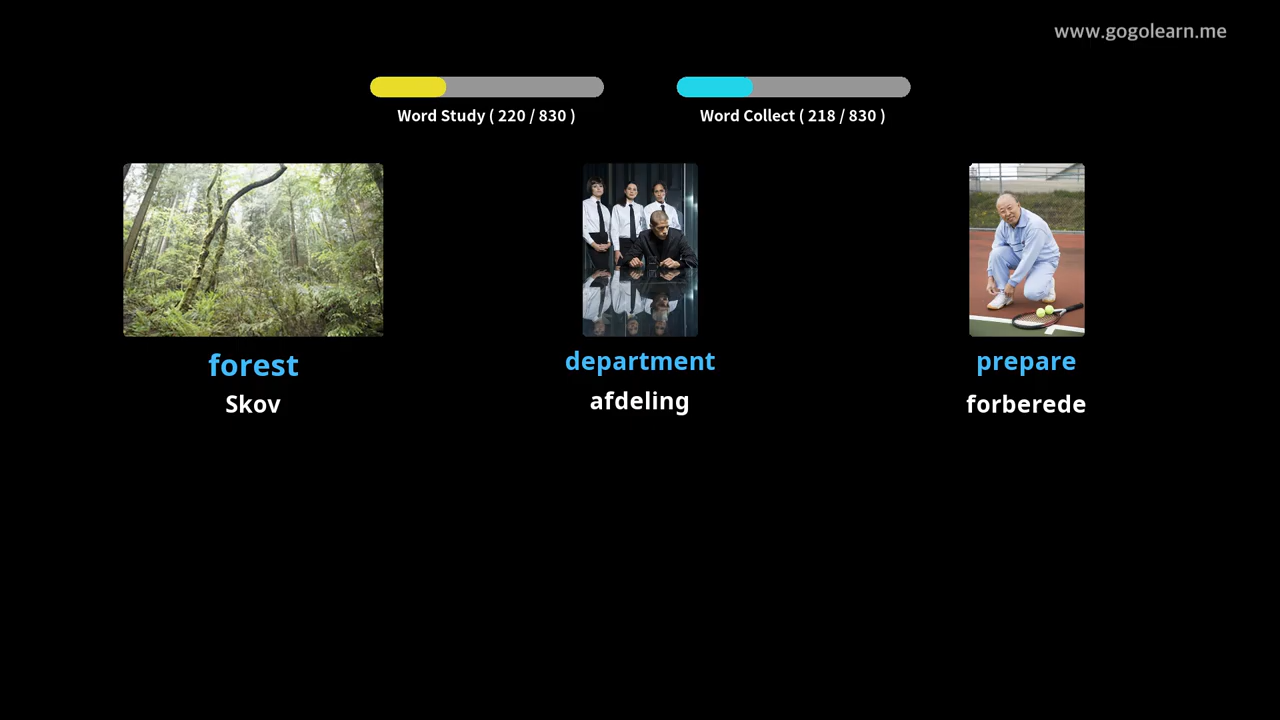 www.gogolearn.me
Word Study ( 220 / 830 )
Word Collect ( 218 / 830 )
forest
department
prepare
Skov
afdeling
forberede